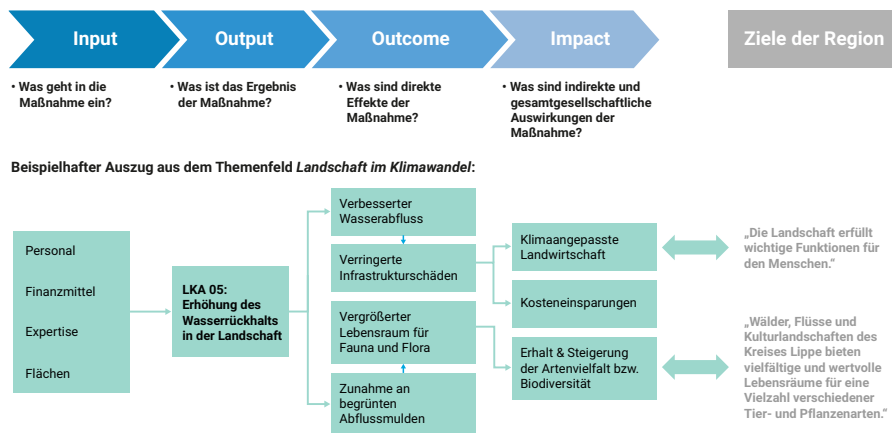 Input
Output
Outcome
Impact
Ziele der Region
• Was geht in die
Maßnahme ein?
• Was ist das Ergebnis
der Maßnahme?
• Was sind direkte
Effekte der
Maßnahme?
• Was sind indirekte und
gesamtgesellschaftliche
Auswirkungen der
Maßnahme?
Beispielhafter Auszug aus dem Themenfeld Landschaft im Klimawandel:
Personal
Finanzmittel
Expertise
Flächen
LKA 05:
Erhöhung des
Wasserrückhalts
in der Landschaft
Verbesserter
Wasserabfluss
Verringerte
Infrastrukturschäden
Vergrößerter
Lebensraum für
Fauna und Flora
Zunahme an
begrünten
Abflussmulden
Klimaangepasste
Landwirtschaft
Kosteneinsparungen
Erhalt & Steigerung
der Artenvielfalt bzw.
Biodiversität
„Die Landschaft erfüllt
wichtige Funktionen für
den Menschen.“
„Wälder, Flüsse und
Kulturlandschaften des
Kreises Lippe bieten
vielfältige und wertvolle
Lebensräume für eine
Vielzahl verschiedener
Tier- und Pflanzenarten.“